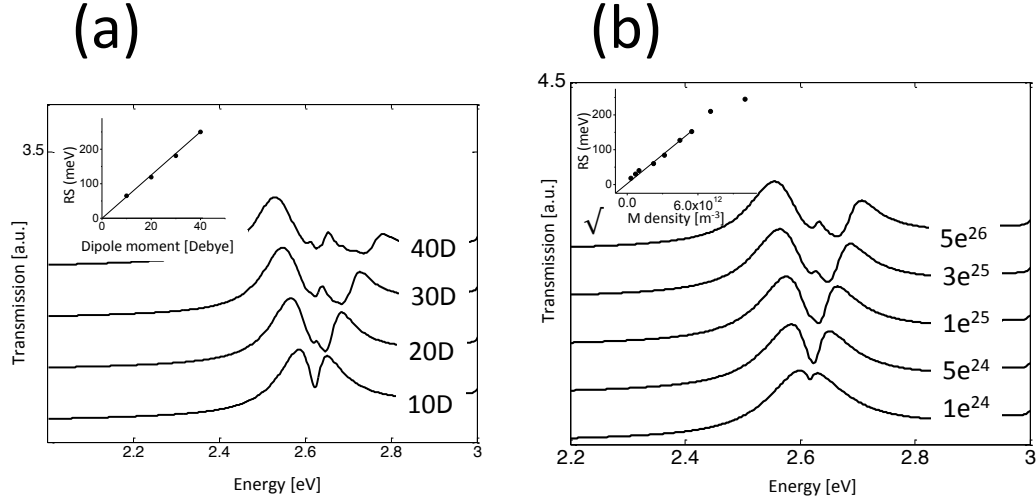 (a)
(b)
3.5
RS (meV)
200
100
0
0
20
40
Dipole moment [Debye]
40D
30D
20D
10D
Transmission [a.u.]
2.2
2.4
2.6
2.8
3
Energy [eV]
4.5
RS (meV)
200
100
0
0.0
6.0x10¹²
√ M density [m⁻³]
5e²⁶
3e²⁵
1e²⁵
5e²⁴
1e²⁴
Transmission [a.u.]
2.2
2.4
2.6
2.8
3
Energy [eV]